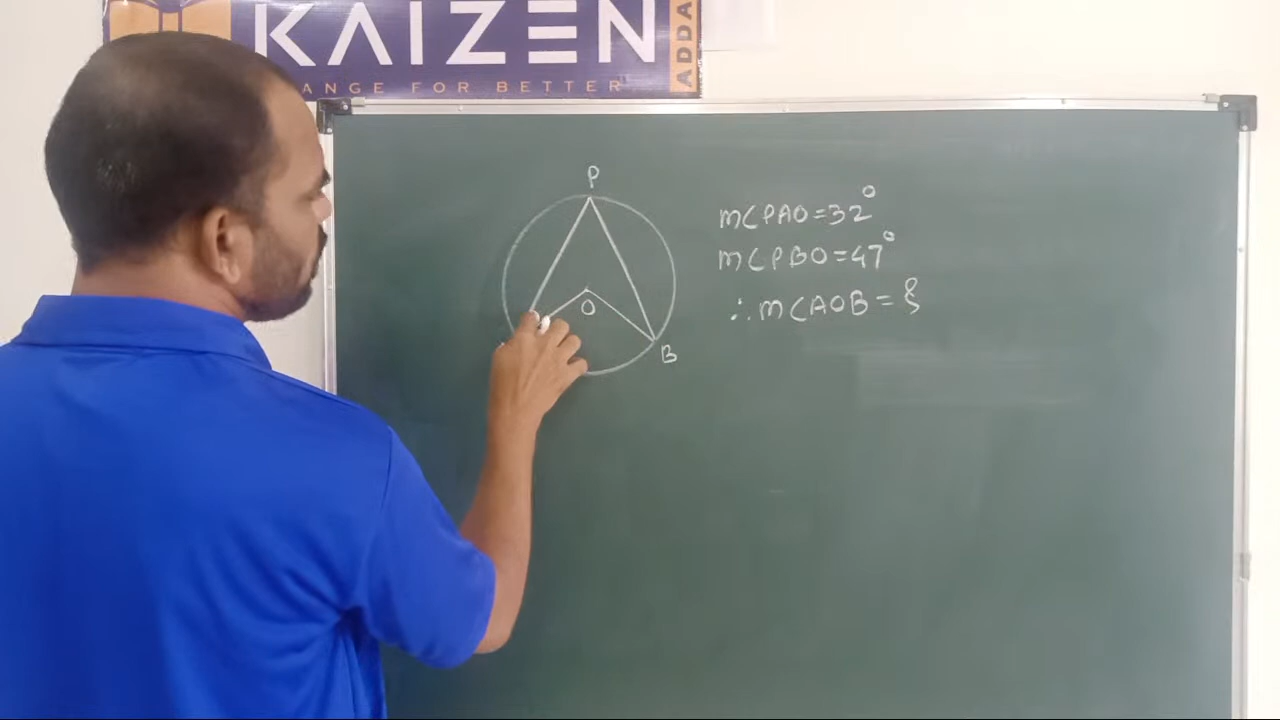 KAIZEN
ADDA
ANGE FOR BETTER
P
O
B
m∠PAO=32°
m∠PBO=47°
∴m∠AOB=